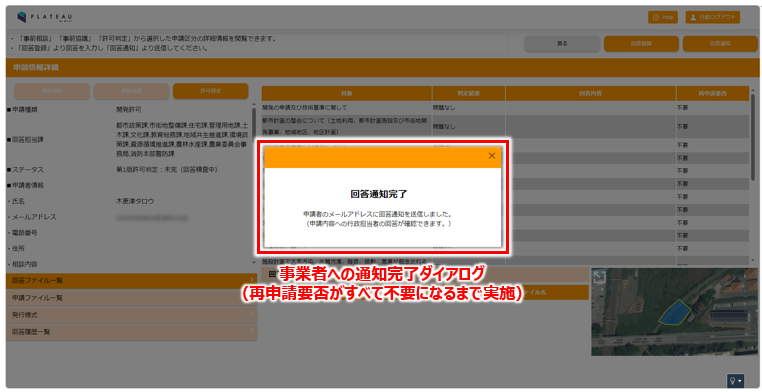 PLATEAU
by MLIT
Help
行政ログアウト
・「事前相談」「事前協議」「許可判定」から選択した申請区分の詳細情報を閲覧できます。
・「回答登録」より回答を入力し「回答通知」より送信してください。
戻る
回答登録
回答通知
申請情報詳細
事前相談
事前協議
許可判定
■申請種類
開発許可
■回答担当課
都市政策課,市街地整備課,住宅課,管理用地課,土
木課,文化課,教育総務課,地域共生推進課,環境政
策課,資源循環推進課,農林水産課,農業委員会事
務局,消防本部警防課
■ステータス
第1版許可判定：未完（回答精査中）
■申請者情報
・氏名
木更津タロウ
・メールアドレス
・電話番号
・住所
・相談内容
回答ファイル一覧
申請ファイル一覧
発行様式
回答履歴一覧
対象
判定結果
回答内容
再申請要否
開発の申請及び技術基準に関して
問題なし
不要
都市計画の整合について（土地利用、都市計画施設及び市街地開
発事業、地域地区、地区計画）
問題なし
不要
不要
不要
不要
不要
不要
不要
不要
不要
回答通知完了
申請者のメールアドレスに回答通知を送信しました。
（申請内容への行政担当者の回答が確認できます。）
事業者への通知完了ダイアログ
（再申請要否がすべて不要になるまで実施）
ファイル名